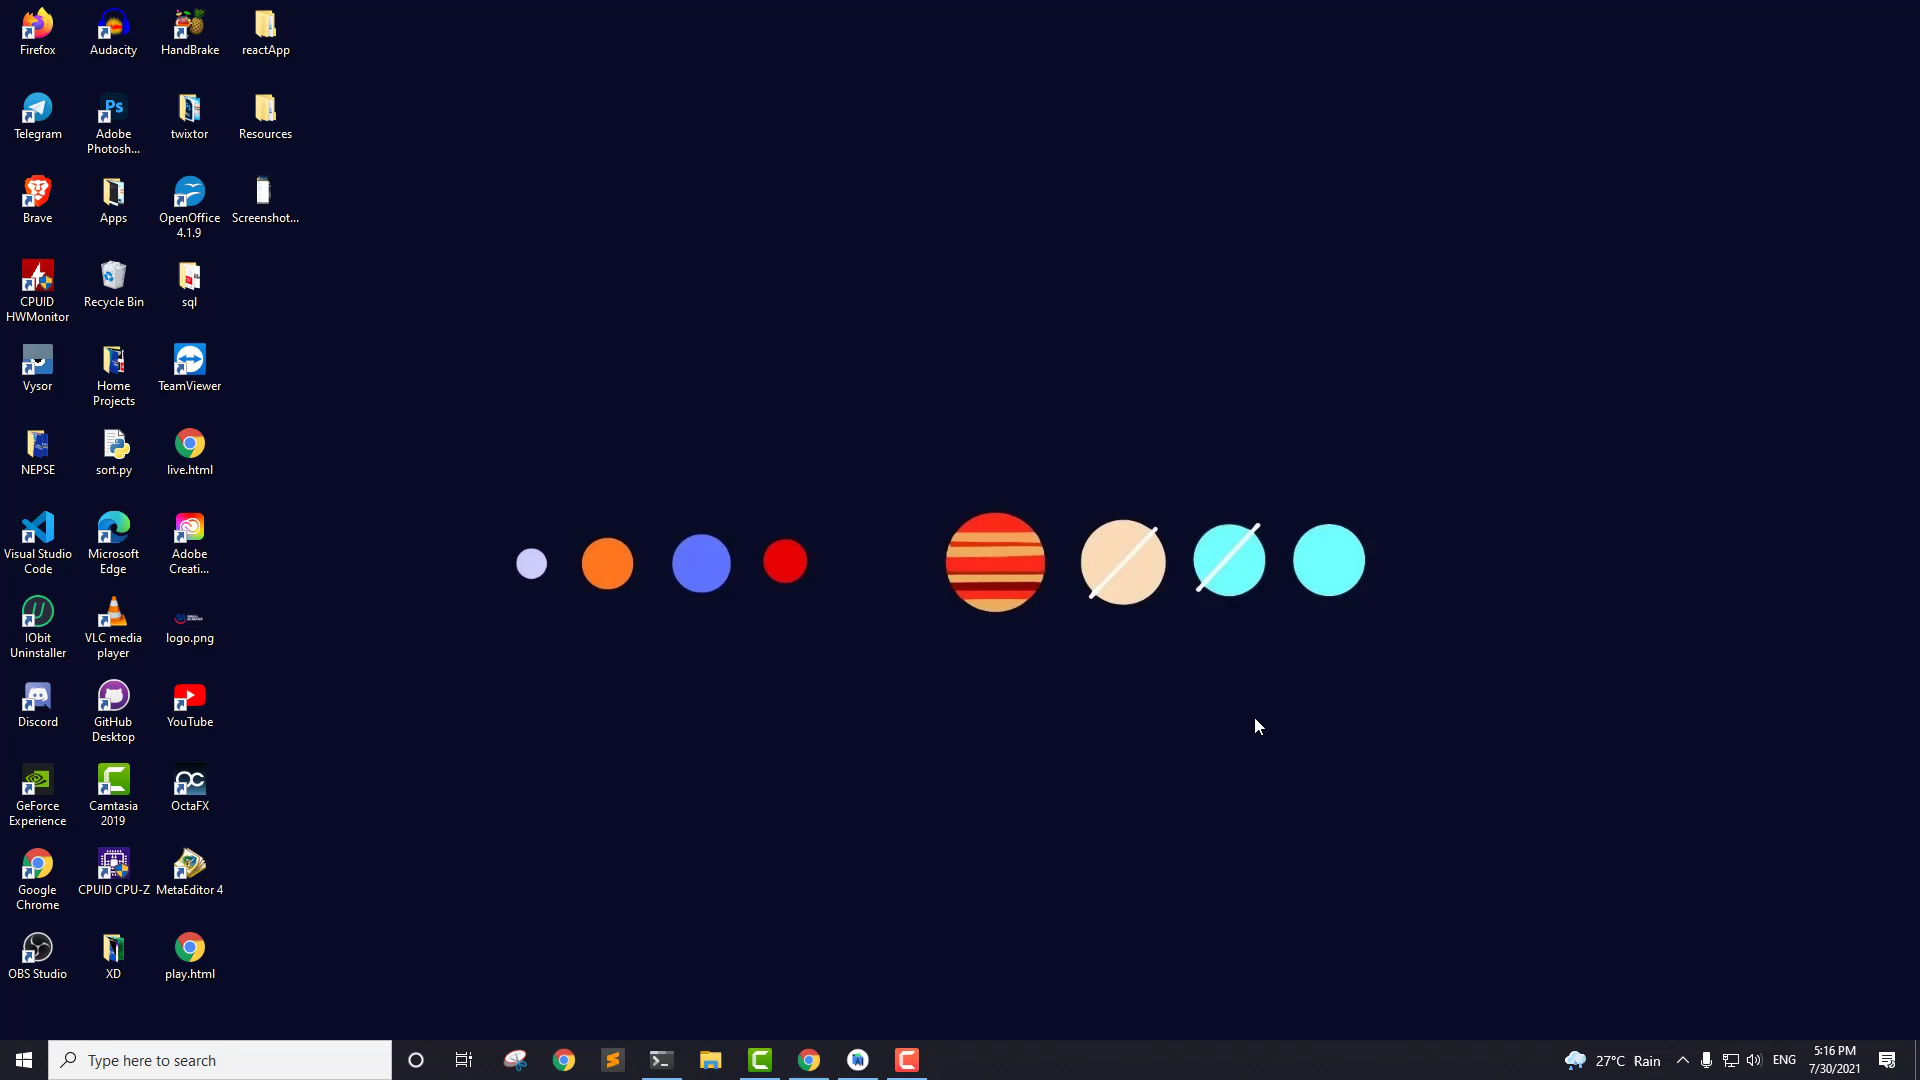 Firefox
Audacity
HandBrake
reactApp
Telegram
Adobe
Photosh...
twixtor
Resources
Brave
Apps
OpenOffice
4.1.9
Screenshot...
CPUID
HWMonitor
Recycle Bin
sql
Vysor
Home
Projects
TeamViewer
NEPSE
sort.py
live.html
Visual Studio
Code
Microsoft
Edge
Adobe
Creati...
IObit
Uninstaller
VLC media
player
logo.png
Discord
GitHub
Desktop
YouTube
GeForce
Experience
Camtasia
2019
OctaFX
Google
Chrome
CPUID CPU-Z
MetaEditor 4
OBS Studio
XD
play.html
Type here to search
27°C Rain
ENG
5:16 PM
7/30/2021